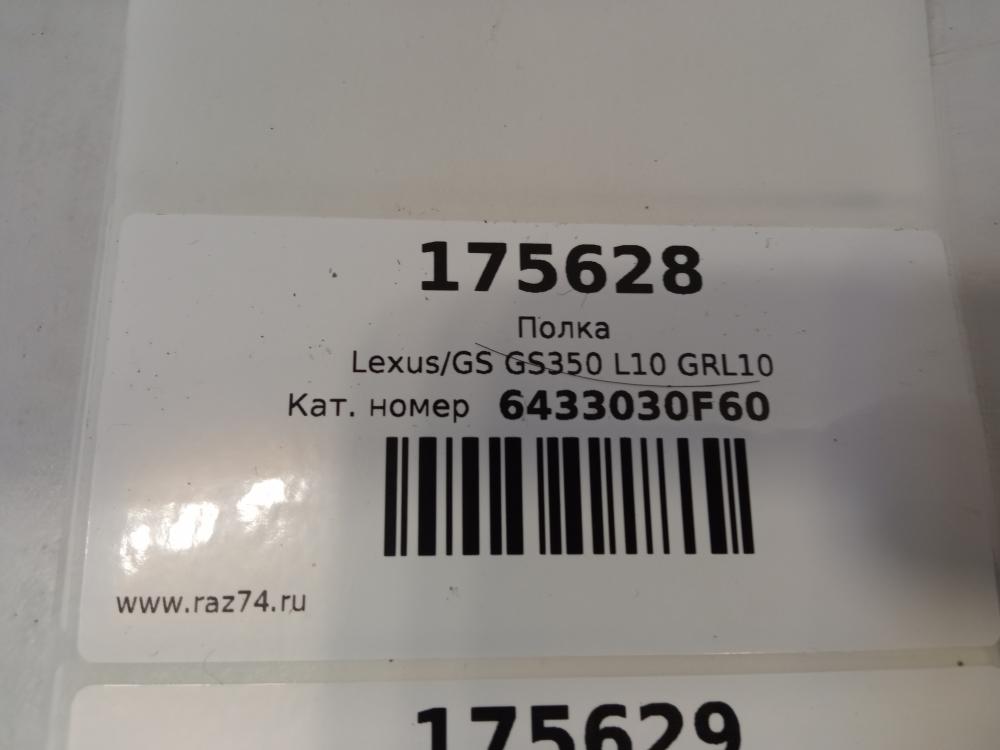 175628
Полка
Lexus/GS GS350 L10 GRL10
Кат. номер 6433030F60
www.raz74.ru
175629